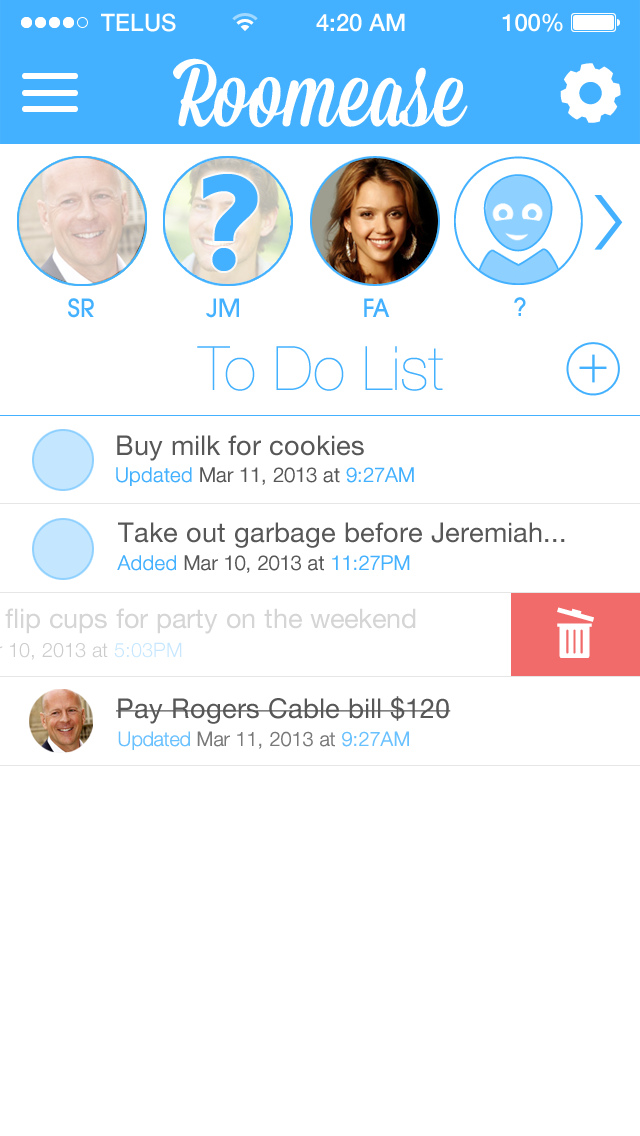 TELUS 4:20 AM 100%
Roomease
?
SR JM FA ?
To Do List
Buy milk for cookies
Updated Mar 11, 2013 at 9:27AM
Take out garbage before Jeremiah...
Added Mar 10, 2013 at 11:27PM
flip cups for party on the weekend
10, 2013 at 5:03PM
Pay Rogers Cable bill $120
Updated Mar 11, 2013 at 9:27AM